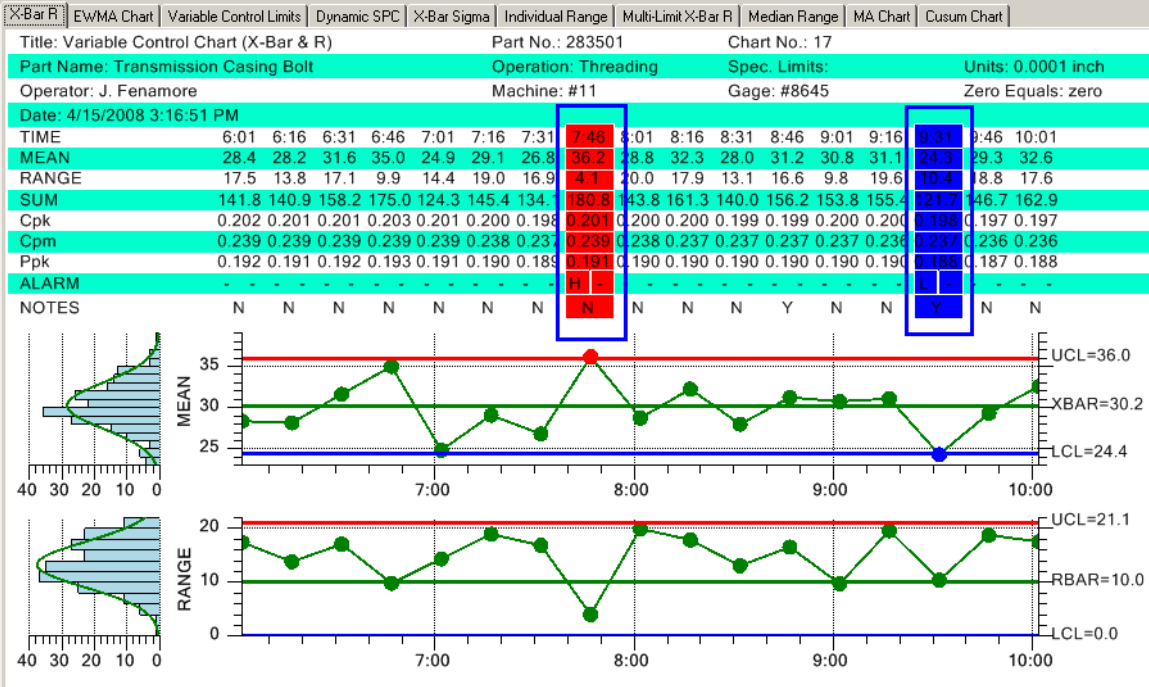 X-Bar R EWMA Chart Variable Control Limits Dynamic SPC X-Bar Sigma Individual Range Multi-Limit X-Bar R Median Range MA Chart Cusum Chart
Title: Variable Control Chart (X-Bar & R) Part No.: 283501 Chart No.: 17
Part Name: Transmission Casing Bolt Operation: Threading Spec. Limits: Units: 0.0001 inch
Operator: J. Fenamore Machine: #11 Gage: #8645 Zero Equals: zero
Date: 4/15/2008 3:16:51 PM
TIME 6:01 6:16 6:31 6:46 7:01 7:16 7:31 7:46 8:01 8:16 8:31 8:46 9:01 9:16 9:31 9:46 10:01
MEAN 28.4 28.2 31.6 35.0 24.9 29.1 26.8 36.2 28.8 32.3 28.0 31.2 30.8 31.1 24.3 29.3 32.6
RANGE 17.5 13.8 17.1 9.9 14.4 19.0 16.9 4.1 20.0 17.9 13.1 16.6 9.8 19.6 10.4 18.8 17.6
SUM 141.8 140.9 158.2 175.0 124.3 145.4 134.1 180.8 143.8 161.3 140.0 156.2 153.8 155.4 121.7 146.7 162.9
Cpk 0.202 0.201 0.201 0.203 0.201 0.200 0.198 0.201 0.200 0.200 0.199 0.199 0.200 0.200 0.198 0.197 0.197
Cpm 0.239 0.239 0.239 0.239 0.239 0.238 0.237 0.239 0.238 0.237 0.237 0.237 0.237 0.236 0.237 0.236 0.236
Ppk 0.192 0.191 0.192 0.193 0.191 0.190 0.189 0.191 0.190 0.190 0.190 0.190 0.190 0.190 0.188 0.187 0.188
ALARM - - - - - - - - - - - - - - H - - - - - - - - - - - - - L - - - - -
NOTES N N N N N N N N N N N Y N N Y N N
MEAN
35
30
25
UCL=36.0
XBAR=30.2
LCL=24.4
40 30 20 10 0 7:00 8:00 9:00 10:00
RANGE
20
10
0
UCL=21.1
RBAR=10.0
LCL=0.0
40 30 20 10 0 7:00 8:00 9:00 10:00